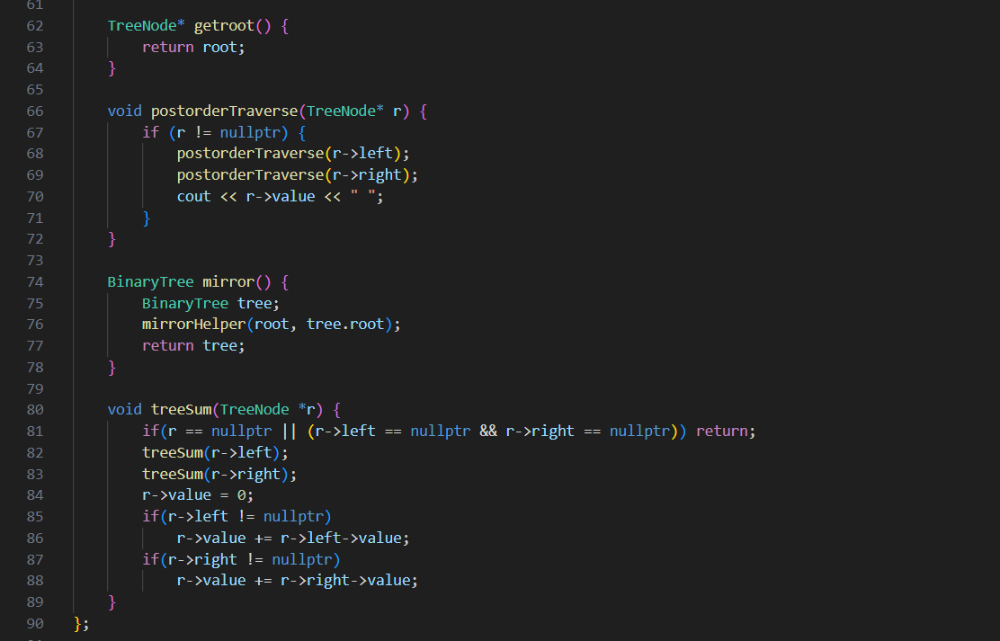 61
62 TreeNode* getroot() {
63 return root;
64 }
65
66 void postorderTraverse(TreeNode* r) {
67 if (r != nullptr) {
68 postorderTraverse(r->left);
69 postorderTraverse(r->right);
70 cout << r->value << " ";
71 }
72 }
73
74 BinaryTree mirror() {
75 BinaryTree tree;
76 mirrorHelper(root, tree.root);
77 return tree;
78 }
79
80 void treeSum(TreeNode *r) {
81 if(r == nullptr || (r->left == nullptr && r->right == nullptr)) return;
82 treeSum(r->left);
83 treeSum(r->right);
84 r->value = 0;
85 if(r->left != nullptr)
86 r->value += r->left->value;
87 if(r->right != nullptr)
88 r->value += r->right->value;
89 }
90 };